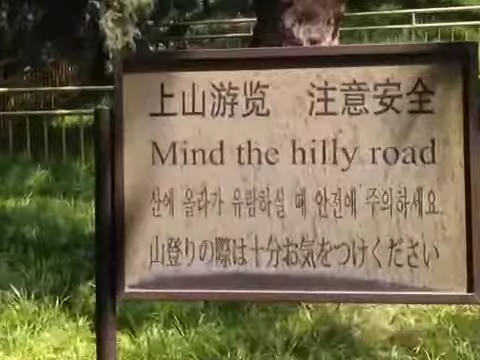 上山游览 注意安全
Mind the hilly road
산에 올라가 유람하실 때 안전에 주의하세요.
山登りの際は十分お気をつけください